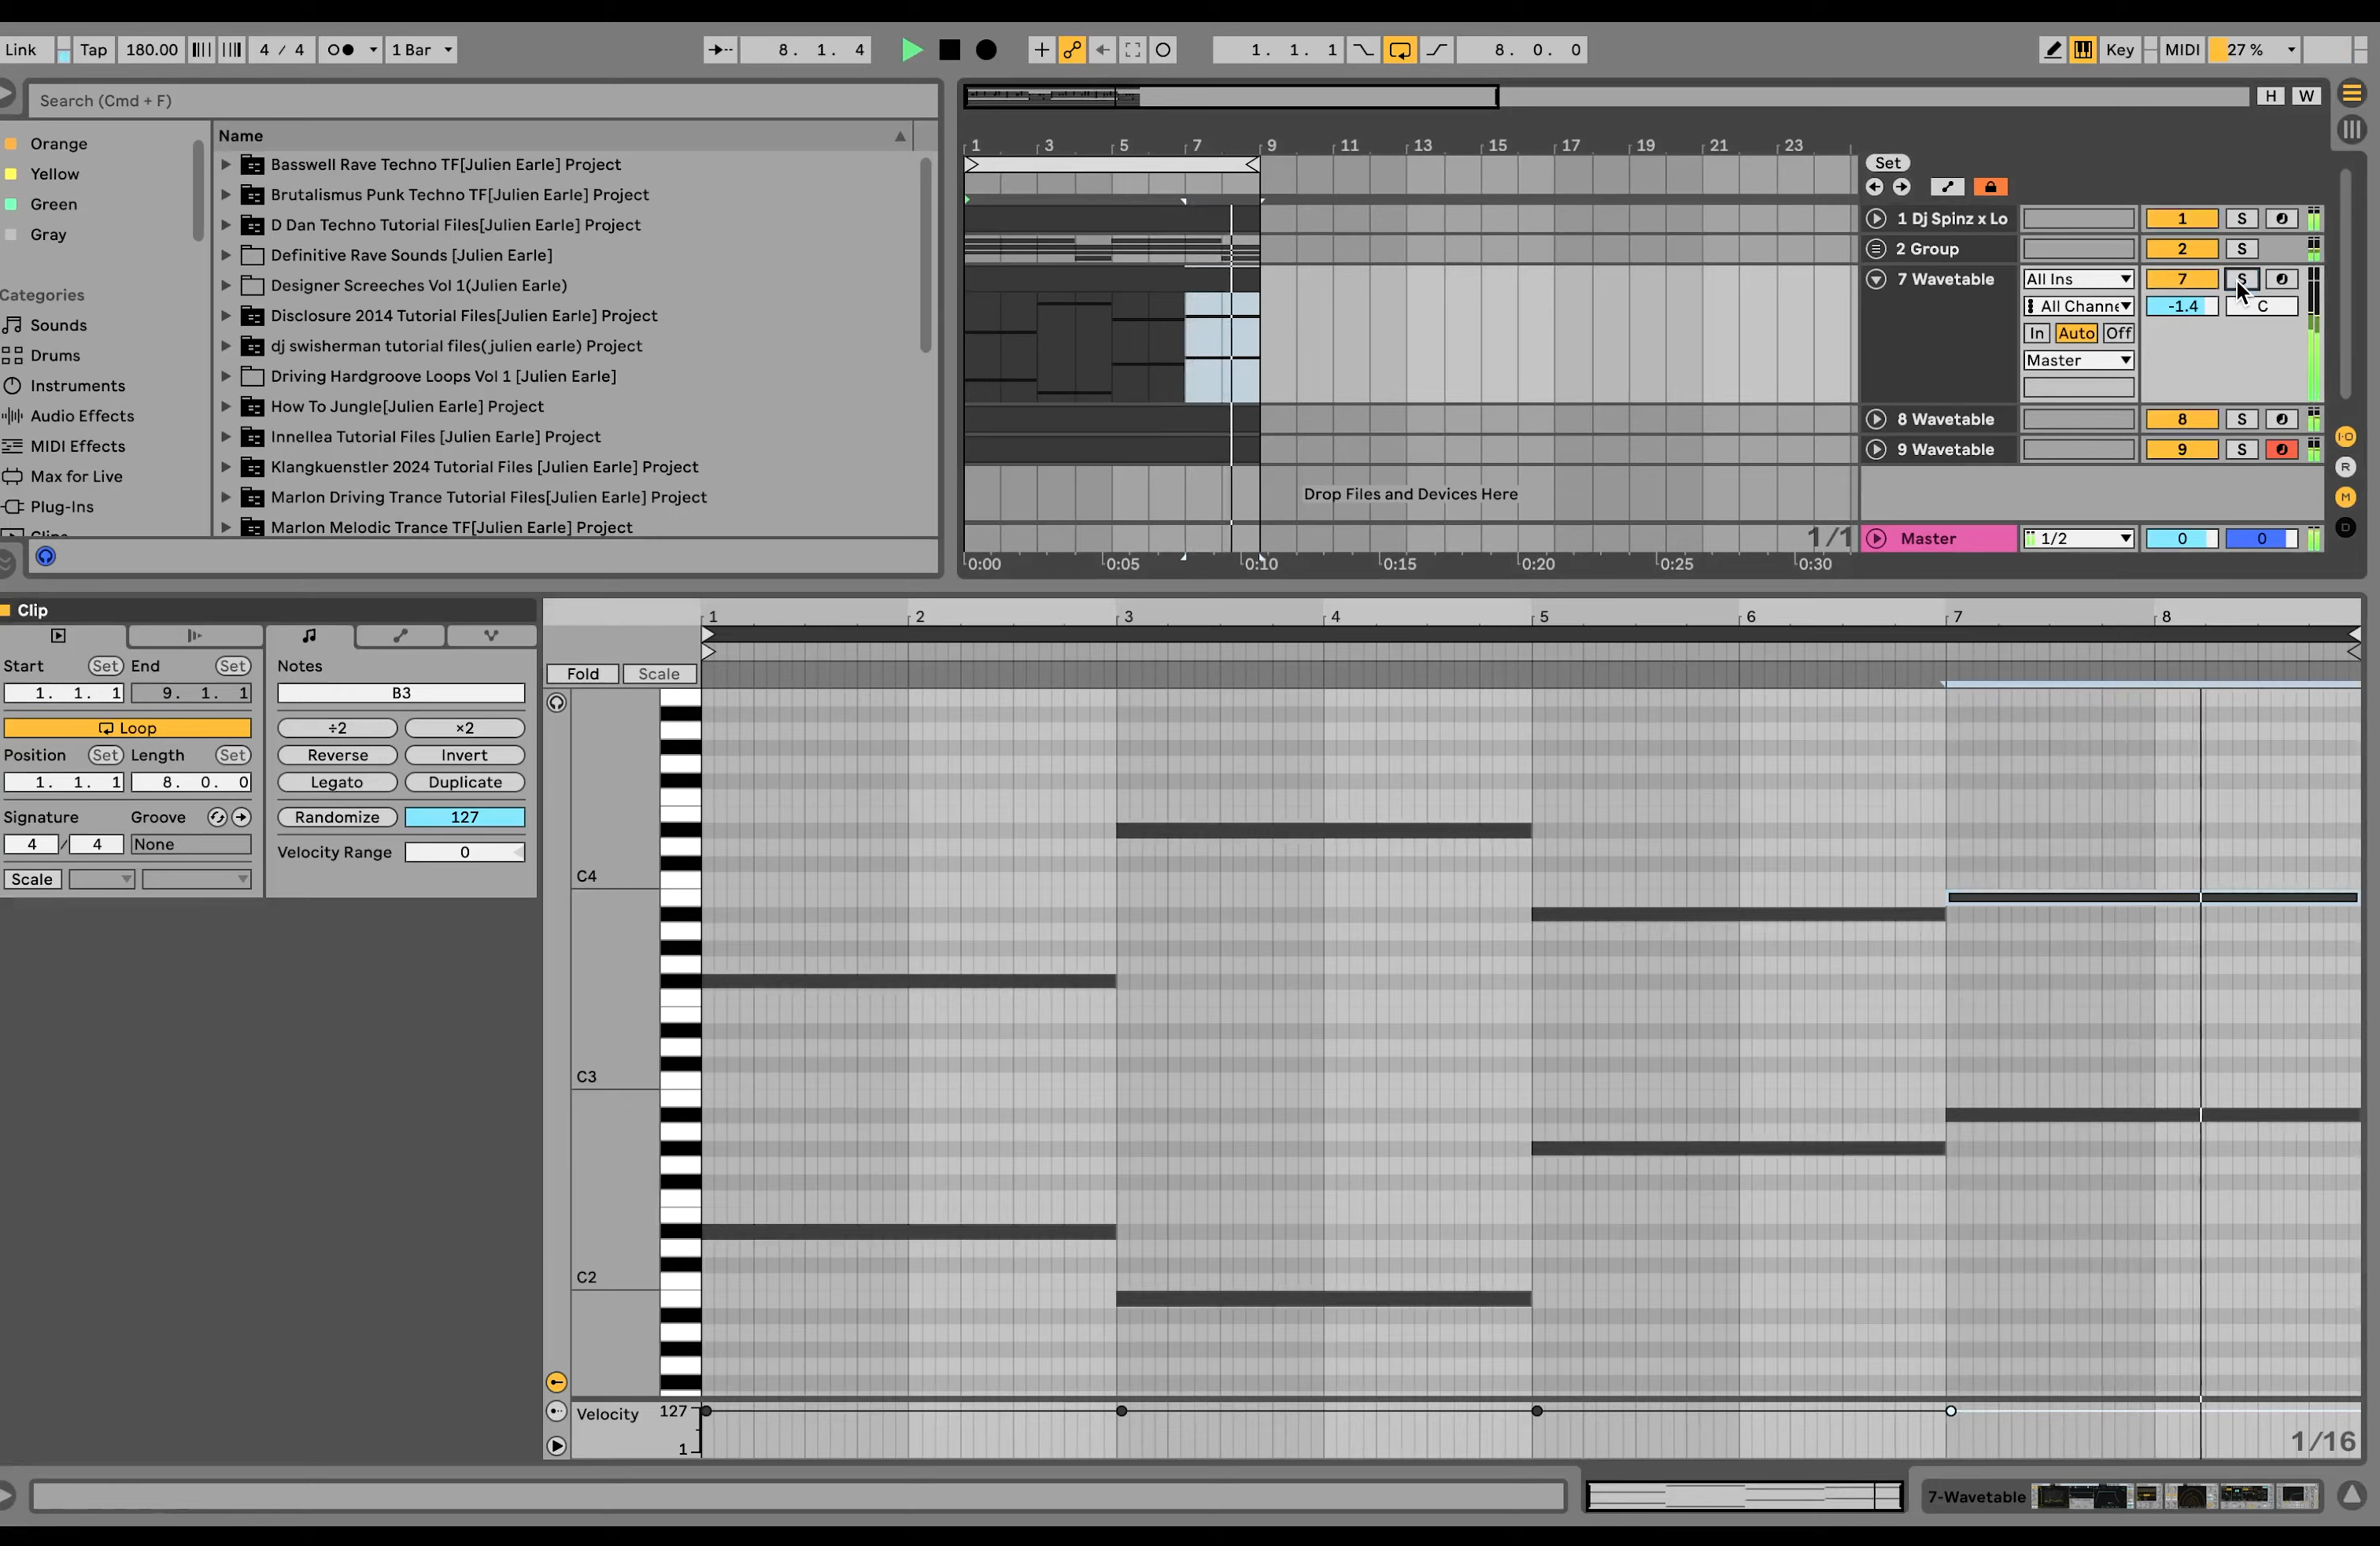 Link Tap 180.00 4 / 4 1 Bar 8. 1. 4 1. 1. 1 8. 0. 0 Key MIDI 27 %
Search (Cmd + F)
H W
Orange
Yellow
Green
Gray
Categories
Sounds
Drums
Instruments
Audio Effects
MIDI Effects
Max for Live
Plug-Ins
Name
Basswell Rave Techno TF[Julien Earle] Project
Brutalismus Punk Techno TF[Julien Earle] Project
D Dan Techno Tutorial Files[Julien Earle] Project
Definitive Rave Sounds [Julien Earle]
Designer Screeches Vol 1(Julien Earle)
Disclosure 2014 Tutorial Files[Julien Earle] Project
dj swisherman tutorial files(julien earle) Project
Driving Hardgroove Loops Vol 1 [Julien Earle]
How To Jungle[Julien Earle] Project
Innellea Tutorial Files [Julien Earle] Project
Klangkuenstler 2024 Tutorial Files [Julien Earle] Project
Marlon Driving Trance Tutorial Files[Julien Earle] Project
Marlon Melodic Trance TF[Julien Earle] Project
1 3 5 7 9 11 13 15 17 19 21 23
Set
1 Dj Spinz x Lo 1 S
2 Group 2 S
7 Wavetable All Ins 7 S
All Channe -1.4 C
In Auto Off
Master
8 Wavetable 8 S
9 Wavetable 9 S
Drop Files and Devices Here
1/1 Master 1/2 0 0
0:00 0:05 0:10 0:15 0:20 0:25 0:30
I·O
R
M
D
Clip
Start Set End Set
1. 1. 1 9. 1. 1
Loop
Position Set Length Set
1. 1. 1 8. 0. 0
Signature Groove
4 / 4 None
Scale
Notes
B3
÷2 ×2
Reverse Invert
Legato Duplicate
Randomize 127
Velocity Range 0
1 2 3 4 5 6 7 8
Fold Scale
C4
C3
C2
Velocity 127
1
1/16
7-Wavetable